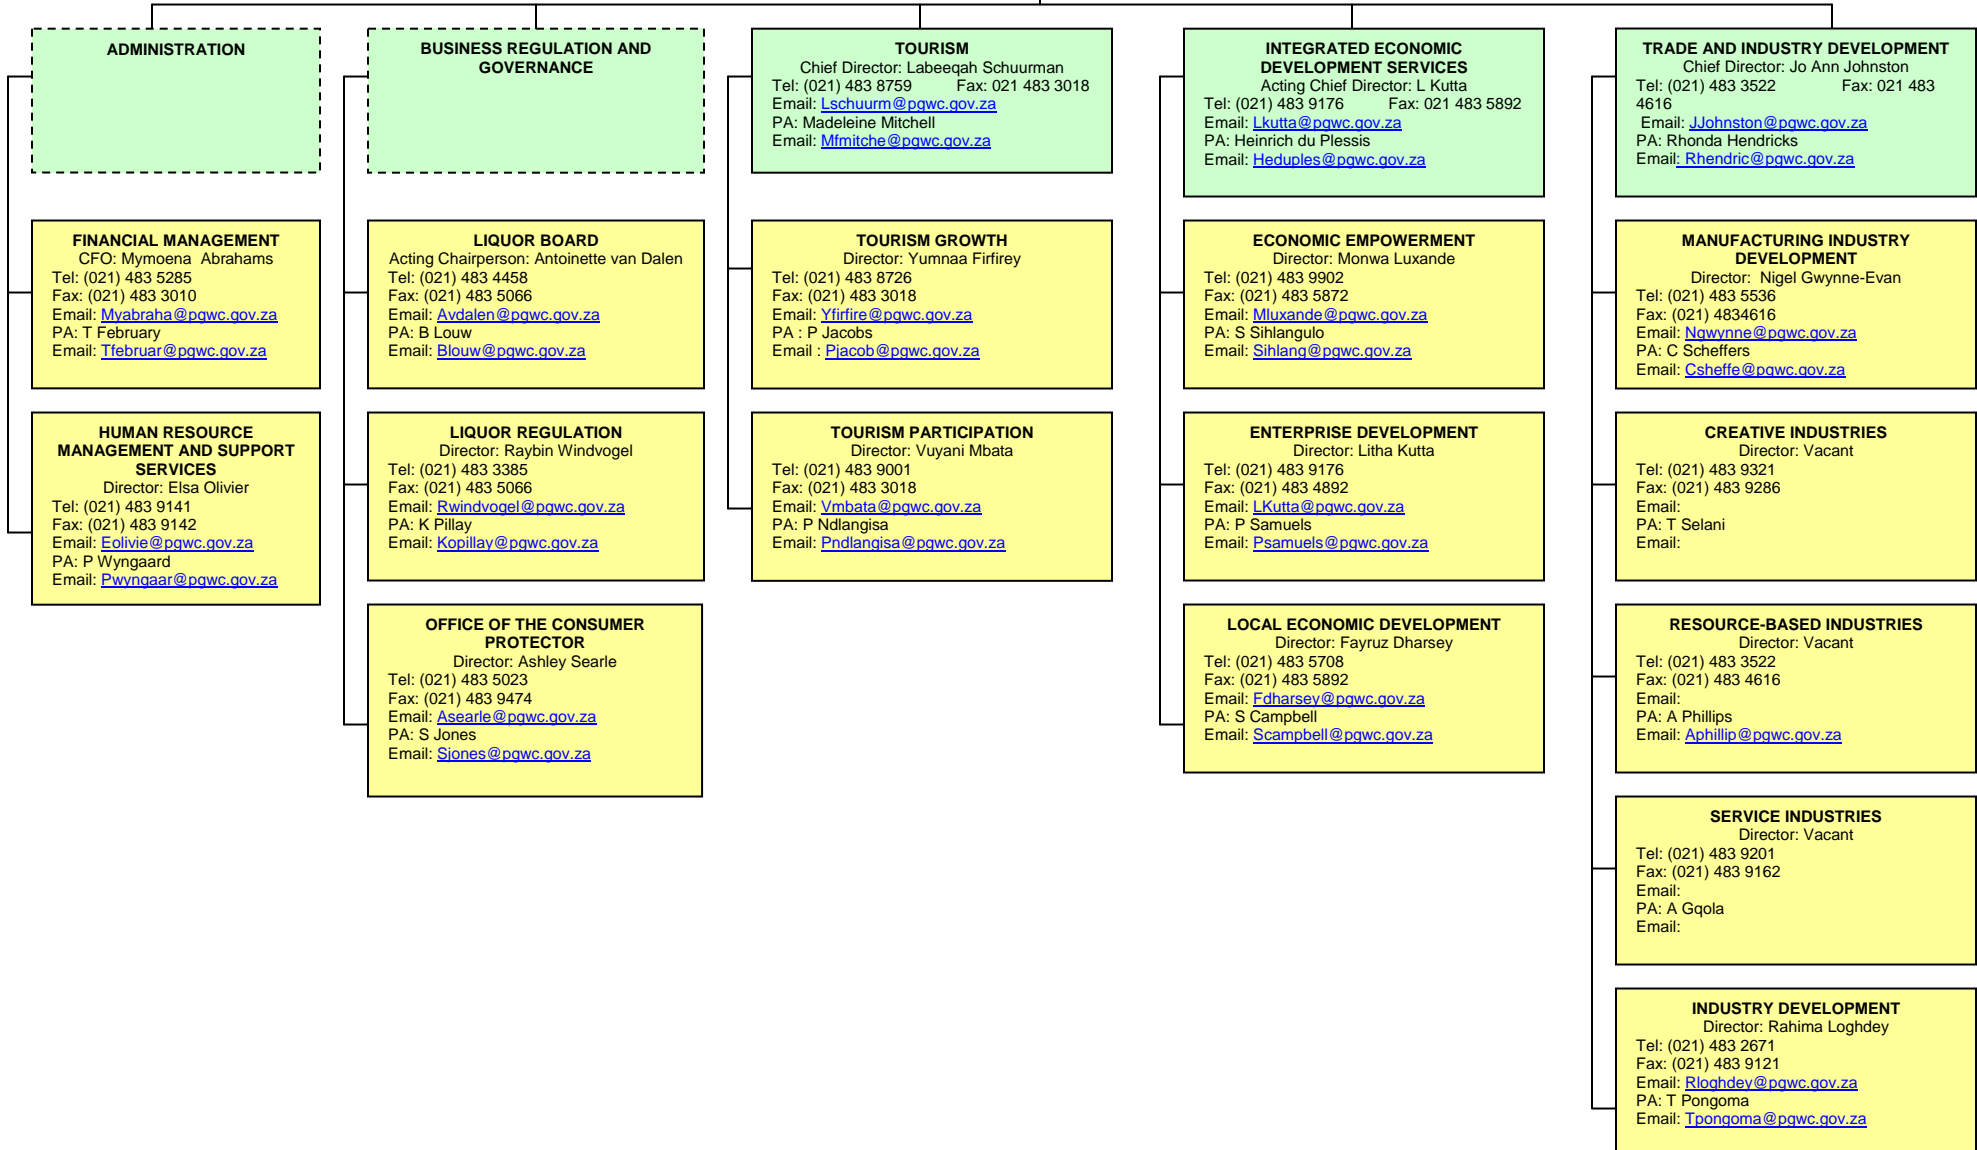 ADMINISTRATION
FINANCIAL MANAGEMENT
CFO: Mymoena  Abrahams
Tel: (021) 483 5285
Fax: (021) 483 3010
Email: Myabraha@pgwc.gov.za
PA: T February
Email: Tfebruar@pgwc.gov.za
HUMAN RESOURCE
MANAGEMENT AND SUPPORT
SERVICES
Director: Elsa Olivier
Tel: (021) 483 9141
Fax: (021) 483 9142
Email: Eolivie@pgwc.gov.za
PA: P Wyngaard
Email: Pwyngaar@pgwc.gov.za
BUSINESS REGULATION AND
GOVERNANCE
LIQUOR BOARD
Acting Chairperson: Antoinette van Dalen
Tel: (021) 483 4458
Fax: (021) 483 5066
Email: Avdalen@pgwc.gov.za
PA: B Louw
Email: Blouw@pgwc.gov.za
LIQUOR REGULATION
Director: Raybin Windvogel
Tel: (021) 483 3385
Fax: (021) 483 5066
Email: Rwindvogel@pgwc.gov.za
PA: K Pillay
Email: Kopillay@pgwc.gov.za
OFFICE OF THE CONSUMER
PROTECTOR
Director: Ashley Searle
Tel: (021) 483 5023
Fax: (021) 483 9474
Email: Asearle@pgwc.gov.za
PA: S Jones
Email: Sjones@pgwc.gov.za
TOURISM
Chief Director: Labeeqah Schuurman
Tel: (021) 483 8759 Fax: 021 483 3018
Email: Lschuurm@pgwc.gov.za
PA: Madeleine Mitchell
Email: Mfmitche@pgwc.gov.za
TOURISM GROWTH
Director: Yumnaa Firfirey
Tel: (021) 483 8726
Fax: (021) 483 3018
Email: Yfirfire@pgwc.gov.za
PA : P Jacobs
Email : Pjacob@pgwc.gov.za
TOURISM PARTICIPATION
Director: Vuyani Mbata
Tel: (021) 483 9001
Fax: (021) 483 3018
Email: Vmbata@pgwc.gov.za
PA: P Ndlangisa
Email: Pndlangisa@pgwc.gov.za
INTEGRATED ECONOMIC
DEVELOPMENT SERVICES
Acting Chief Director: L Kutta
Tel: (021) 483 9176 Fax: 021 483 5892
Email: Lkutta@pgwc.gov.za
PA: Heinrich du Plessis
Email: Heduples@pgwc.gov.za
ECONOMIC EMPOWERMENT
Director: Monwa Luxande
Tel: (021) 483 9902
Fax: (021) 483 5872
Email: Mluxande@pgwc.gov.za
PA: S Sihlangulo
Email: Sihlang@pgwc.gov.za
ENTERPRISE DEVELOPMENT
Director: Litha Kutta
Tel: (021) 483 9176
Fax: (021) 483 4892
Email: LKutta@pgwc.gov.za
PA: P Samuels
Email: Psamuels@pgwc.gov.za
LOCAL ECONOMIC DEVELOPMENT
Director: Fayruz Dharsey
Tel: (021) 483 5708
Fax: (021) 483 5892
Email: Fdharsey@pgwc.gov.za
PA: S Campbell
Email: Scampbell@pgwc.gov.za
TRADE AND INDUSTRY DEVELOPMENT
Chief Director: Jo Ann Johnston
Tel: (021) 483 3522 Fax: 021 483
4616
Email: JJohnston@pgwc.gov.za
PA: Rhonda Hendricks
Email: Rhendric@pgwc.gov.za
MANUFACTURING INDUSTRY
DEVELOPMENT
Director:  Nigel Gwynne-Evan
Tel: (021) 483 5536
Fax: (021) 4834616
Email: Ngwynne@pgwc.gov.za
PA: C Scheffers
Email: Csheffe@pgwc.gov.za
CREATIVE INDUSTRIES
Director: Vacant
Tel: (021) 483 9321
Fax: (021) 483 9286
Email:
PA: T Selani
Email:
RESOURCE-BASED INDUSTRIES
Director: Vacant
Tel: (021) 483 3522
Fax: (021) 483 4616
Email:
PA: A Phillips
Email: Aphillip@pgwc.gov.za
SERVICE INDUSTRIES
Director: Vacant
Tel: (021) 483 9201
Fax: (021) 483 9162
Email:
PA: A Gqola
Email:
INDUSTRY DEVELOPMENT
Director: Rahima Loghdey
Tel: (021) 483 2671
Fax: (021) 483 9121
Email: Rloghdey@pgwc.gov.za
PA: T Pongoma
Email: Tpongoma@pgwc.gov.za